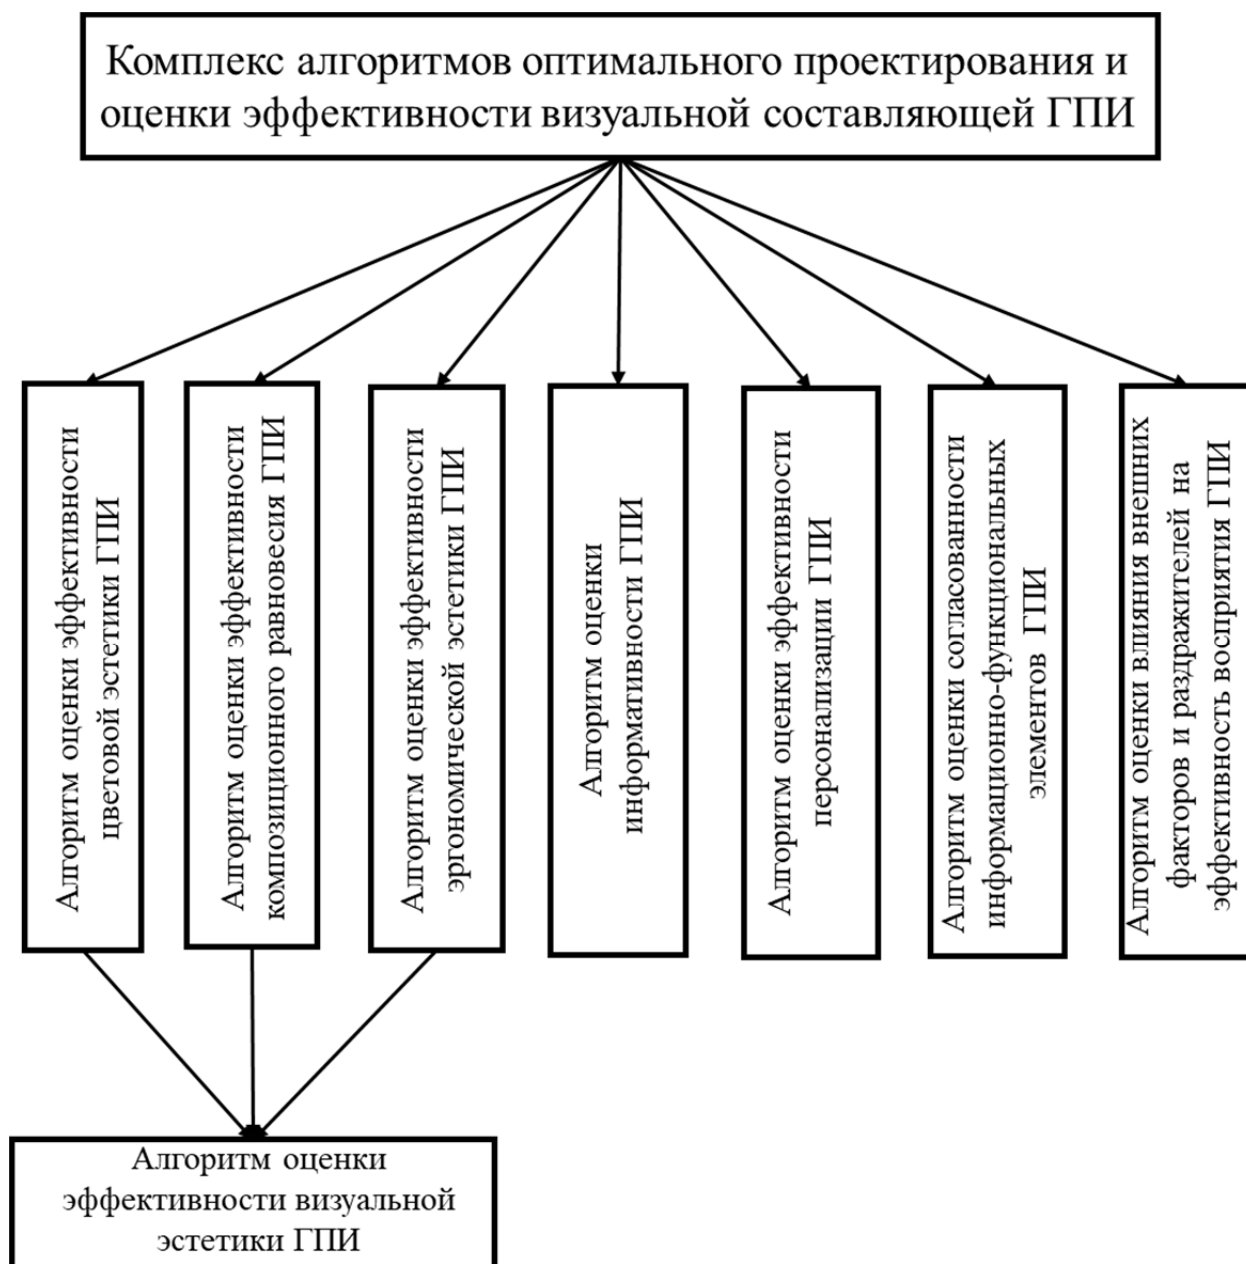 Комплекс алгоритмов оптимального проектирования и
оценки эффективности визуальной составляющей ГПИ
Алгоритм оценки эффективности
цветовой эстетики ГПИ
Алгоритм оценки эффективности
композиционного равновесия ГПИ
Алгоритм оценки эффективности
эргономической эстетики ГПИ
Алгоритм оценки
информативности ГПИ
Алгоритм оценки эффективности
персонализации ГПИ
Алгоритм оценки согласованности
информационно-функциональных
элементов ГПИ
Алгоритм оценки влияния внешних
факторов и раздражителей на
эффективность восприятия ГПИ
Алгоритм оценки
эффективности визуальной
эстетики ГПИ